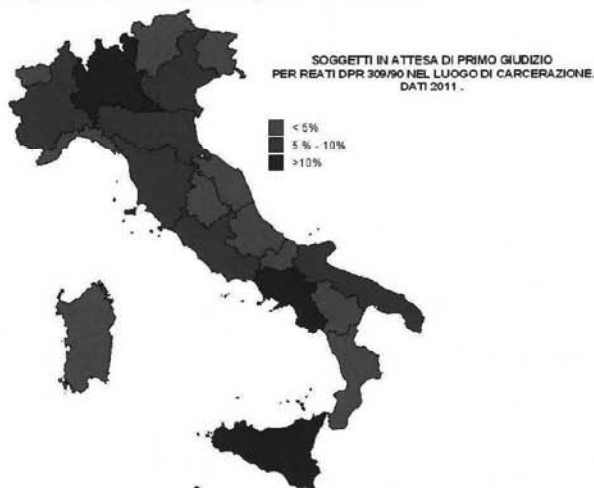 SOGGETTI IN ATTESA DI PRIMO GIUDIZIO
PER REATI DPR 309/90 NEL LUOGO DI CARCERAZIONE.
DATI 2011 .
< 5%
5 % - 10%
>10%